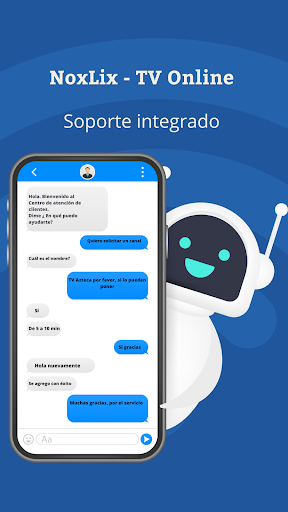 NoxLix - TV Online
Soporte integrado
Hola. Bienvenido al
Centro de atención de
clientes.
Dime ¿ En qué puedo
ayudarte?
Quiero solicitar un canal
Cuál es el nombre?
TV Azteca por favor, si lo pueden
poner
Si
De 5 a 10 min
Si gracias
Hola nuevamente
Se agrego con éxito
Muchas gracias, por el servicio
Aa